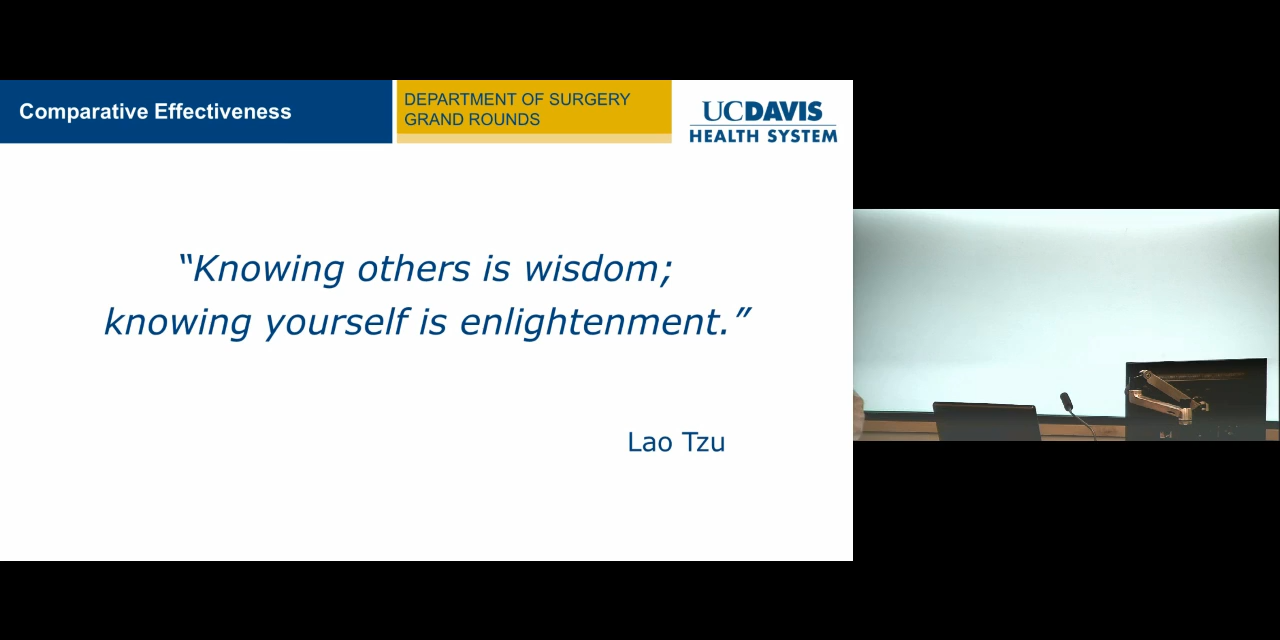 Comparative Effectiveness
DEPARTMENT OF SURGERY
GRAND ROUNDS
UCDAVIS
HEALTH SYSTEM
“Knowing others is wisdom;
knowing yourself is enlightenment.”
Lao Tzu